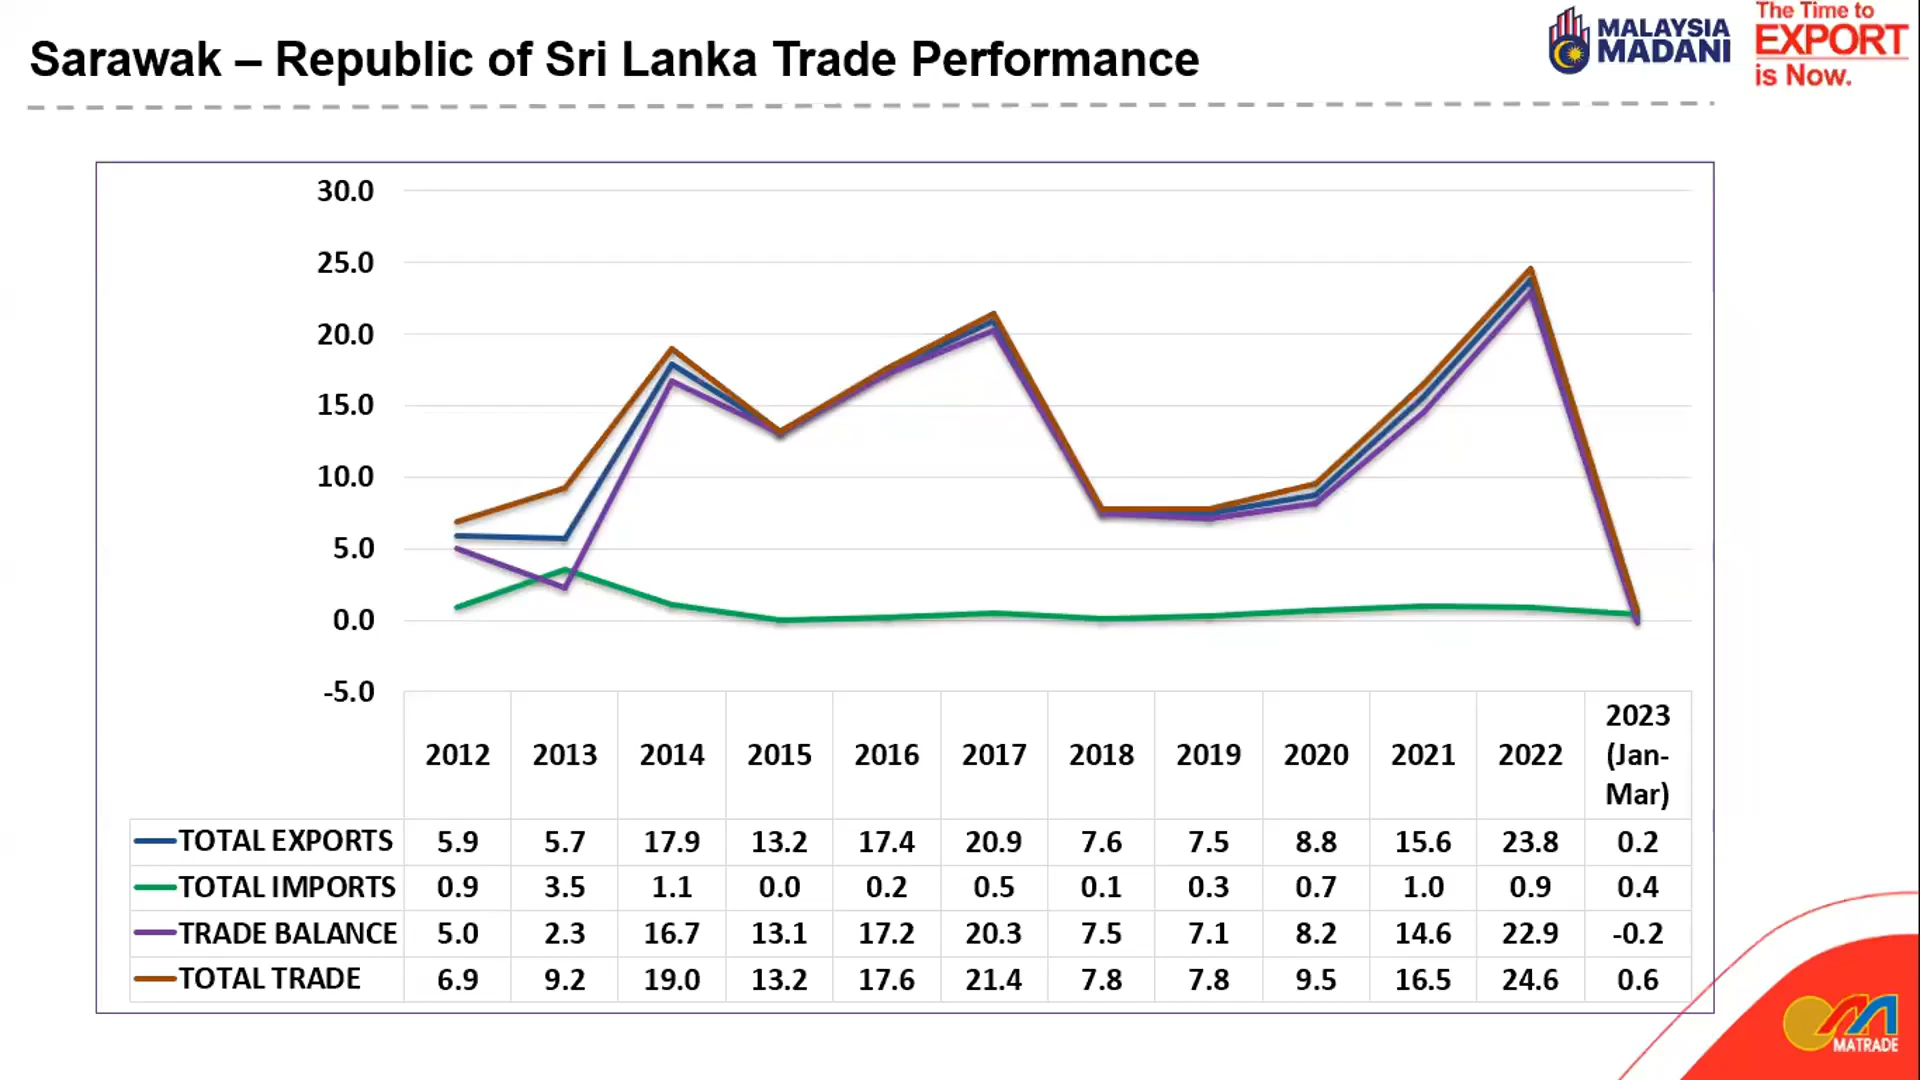 Sarawak – Republic of Sri Lanka Trade Performance
MALAYSIA
MADANI
The Time to
EXPORT
is Now.
30.0
25.0
20.0
15.0
10.0
5.0
0.0
-5.0
2012 2013 2014 2015 2016 2017 2018 2019 2020 2021 2022 2023 (Jan-Mar)
TOTAL EXPORTS 5.9 5.7 17.9 13.2 17.4 20.9 7.6 7.5 8.8 15.6 23.8 0.2
TOTAL IMPORTS 0.9 3.5 1.1 0.0 0.2 0.5 0.1 0.3 0.7 1.0 0.9 0.4
TRADE BALANCE 5.0 2.3 16.7 13.1 17.2 20.3 7.5 7.1 8.2 14.6 22.9 -0.2
TOTAL TRADE 6.9 9.2 19.0 13.2 17.6 21.4 7.8 7.8 9.5 16.5 24.6 0.6
MATRADE